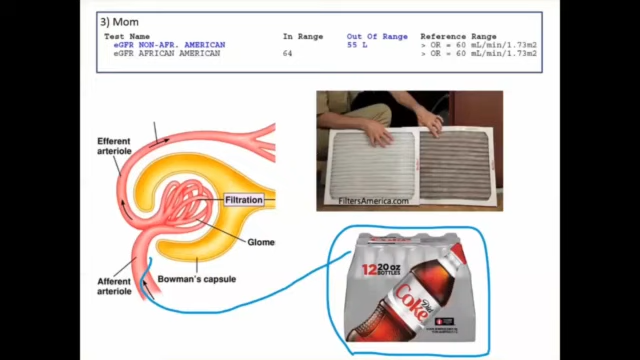 3) Mom
Test Name In Range Out Of Range Reference Range
eGFR NON-AFR. AMERICAN 55 L > OR = 60 mL/min/1.73m2
eGFR AFRICAN AMERICAN 64 > OR = 60 mL/min/1.73m2
Efferent
arteriole
Filtration
Glome
Bowman's capsule
Afferent
arteriole
FiltersAmerica.com
12 20 oz
BOTTLES
Diet
Coke